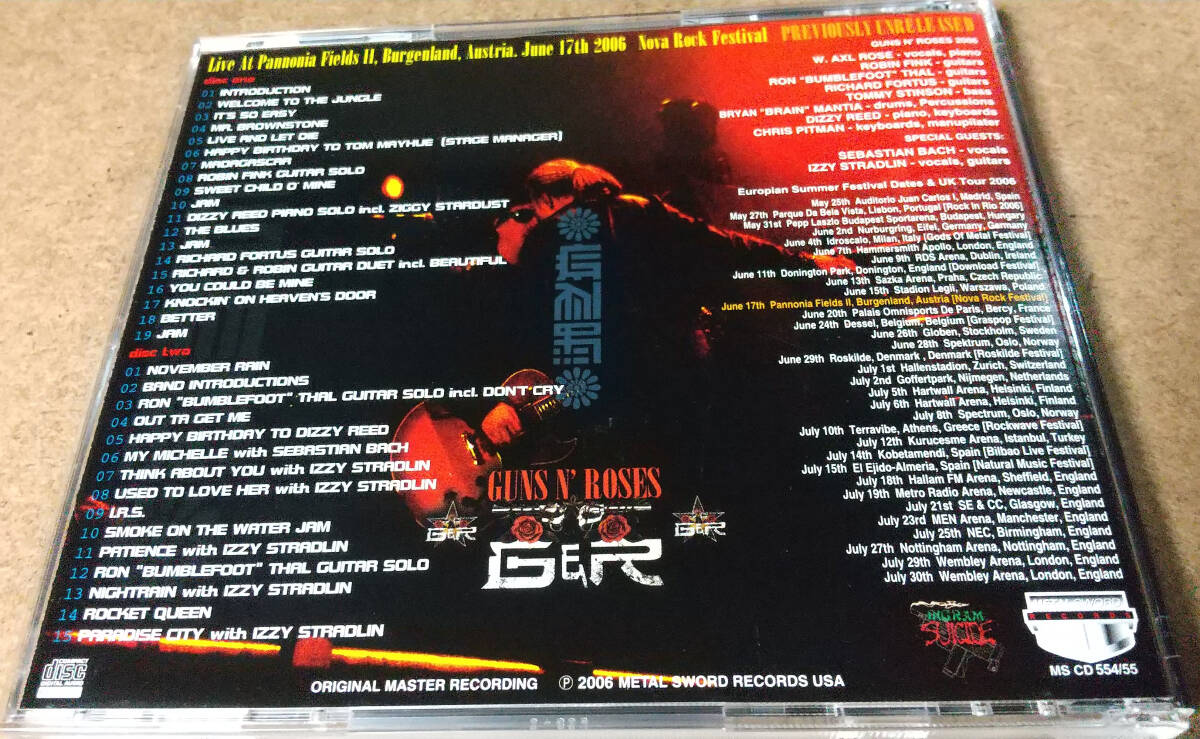 Live At Pannonia Fields II, Burgenland, Austria. June 17th 2006 Nova Rock Festival PREVIOUSLY UNRELEASED
disc one
01 INTRODUCTION
02 WELCOME TO THE JUNGLE
03 IT'S SO EASY
04 MR. BROWNSTONE
05 LIVE AND LET DIE
06 HAPPY BIRTHDAY TO TOM MAYHUE (STAGE MANAGER)
07 MADAGASCAR
08 ROBIN FINK GUITAR SOLO
09 SWEET CHILD O' MINE
10 JAM
11 DIZZY REED PIANO SOLO incl. ZIGGY STARDUST
12 THE BLUES
13 JAM
14 RICHARD FORTUS GUITAR SOLO
15 RICHARD & ROBIN GUITAR DUET incl. BEAUTIFUL
16 YOU COULD BE MINE
17 KNOCKIN' ON HEAVEN'S DOOR
18 BETTER
19 JAM
disc two
01 NOVEMBER RAIN
02 BAND INTRODUCTIONS
03 RON "BUMBLEFOOT" THAL GUITAR SOLO incl. DON'T CRY
04 OUT TA GET ME
05 HAPPY BIRTHDAY TO DIZZY REED
06 MY MICHELLE with SEBASTIAN BACH
07 THINK ABOUT YOU with IZZY STRADLIN
08 USED TO LOVE HER with IZZY STRADLIN
09 I.R.S.
10 SMOKE ON THE WATER JAM
11 PATIENCE with IZZY STRADLIN
12 RON "BUMBLEFOOT" THAL GUITAR SOLO
13 NIGHTRAIN with IZZY STRADLIN
14 ROCKET QUEEN
15 PARADISE CITY with IZZY STRADLIN
GUNS N' ROSES 2006
W. AXL ROSE - vocals, piano
ROBIN FINK - guitars
RON "BUMBLEFOOT" THAL - guitars
RICHARD FORTUS - guitars
TOMMY STINSON - bass
BRYAN "BRAIN" MANTIA - drums, Percussions
DIZZY REED - piano, keyboards
CHRIS PITMAN - keyboards, manupilater
SPECIAL GUESTS:
SEBASTIAN BACH - vocals
IZZY STRADLIN - vocals, guitars
Europian Summer Festival Dates & UK Tour 2006
May 25th Auditorio Juan Carlos I, Madrid, Spain
May 27th Parque Da Bela Vista, Lisbon, Portugal [Rock In Rio 2006]
May 31st Pepp Laszlo Budapest Sportarena, Budapest, Hungary
June 2nd Nurburgring, Eifel, Germany, Germany
June 4th Idroscalo, Milan, Italy [Gods Of Metal Festival]
June 7th Hammersmith Apollo, London, England
June 9th RDS Arena, Dublin, Ireland
June 11th Donington Park, Donington, England [Download Festival]
June 13th Sazka Arena, Praha, Czech Republic
June 15th Stadion Legii, Warszawa, Poland
June 17th Pannonia Fields II, Burgenland, Austria [Nova Rock Festival]
June 20th Palais Omnisports De Paris, Bercy, France
June 24th Dessel, Belgium, Belgium [Graspop Festival]
June 26th Globen, Stockholm, Sweden
June 28th Spektrum, Oslo, Norway
June 29th Roskilde, Denmark , Denmark [Roskilde Festival]
July 1st Hallenstadion, Zurich, Switzerland
July 2nd Goffertpark, Nijmegen, Netherlands
July 5th Hartwall Arena, Helsinki, Finland
July 6th Hartwall Arena, Helsinki, Finland
July 8th Spectrum, Oslo, Norway
July 10th Terravibe, Athens, Greece [Rockwave Festival]
July 12th Kurucesme Arena, Istanbul, Turkey
July 14th Kobetamendi, Spain [Bilbao Live Festival]
July 15th El Ejido-Almeria, Spain [Natural Music Festival]
July 18th Hallam FM Arena, Sheffield, England
July 19th Metro Radio Arena, Newcastle, England
July 21st SE & CC, Glasgow, England
July 23rd MEN Arena, Manchester, England
July 25th NEC, Birmingham, England
July 27th Nottingham Arena, Nottingham, England
July 29th Wembley Arena, London, England
July 30th Wembley Arena, London, England
GUNS N' ROSES
G&R
G&R
G&R
INGRAM
SUICIDE
METAL SWORD
RECORDS
MS CD 554/55
COMPACT
disc
DIGITAL AUDIO
ORIGINAL MASTER RECORDING ℗ 2006 METAL SWORD RECORDS USA